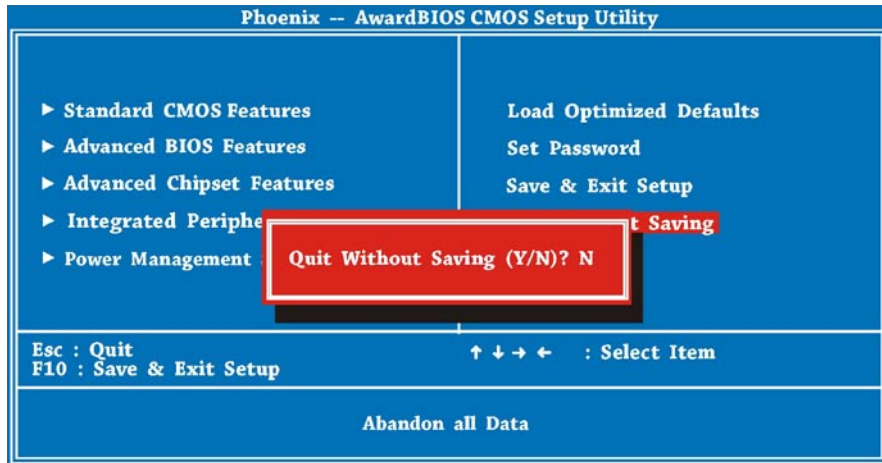 Phoenix -- AwardBIOS CMOS Setup Utility
► Standard CMOS Features
► Advanced BIOS Features
► Advanced Chipset Features
► Integrated Periphe
► Power Management
Load Optimized Defaults
Set Password
Save & Exit Setup
t Saving
Quit Without Saving (Y/N)? N
Esc : Quit
F10 : Save & Exit Setup
↑ ↓ → ← : Select Item
Abandon all Data